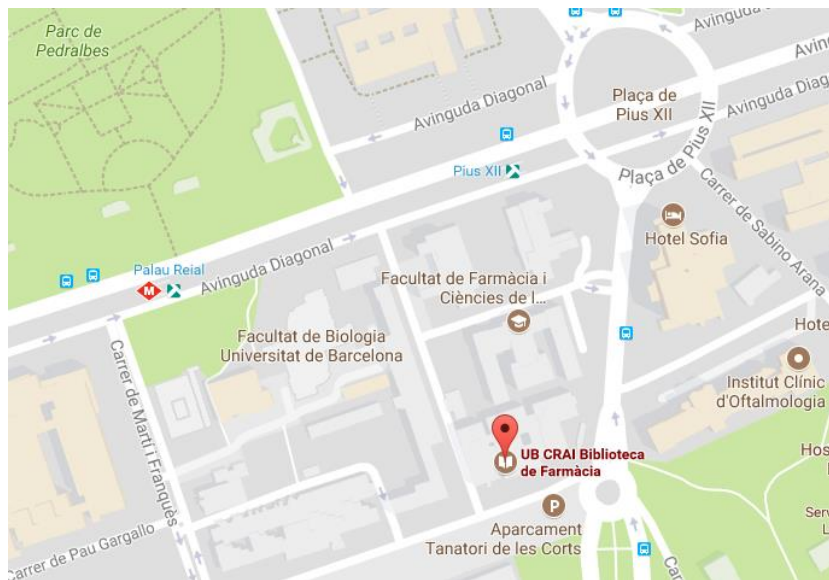 Parc de
Pedralbes
Avinguda Diagonal
Plaça de
Pius XII
Avinguda Diag
Pius XII
Plaça de Pius XII
Carrer de Sabino Arana
Hotel Sofia
Palau Reial
M
Avinguda Diagonal
Facultat de Farmàcia i
Ciències de l...
Facultat de Biologia
Universitat de Barcelona
Carrer de Martí i Franquès
Hote
Institut Clínic
d'Oftalmologia
UB CRAI Biblioteca
de Farmàcia
Hos
P
Aparcament
Tanatori de les Corts
Serv
L
Carrer de Pau Gargallo
Ca